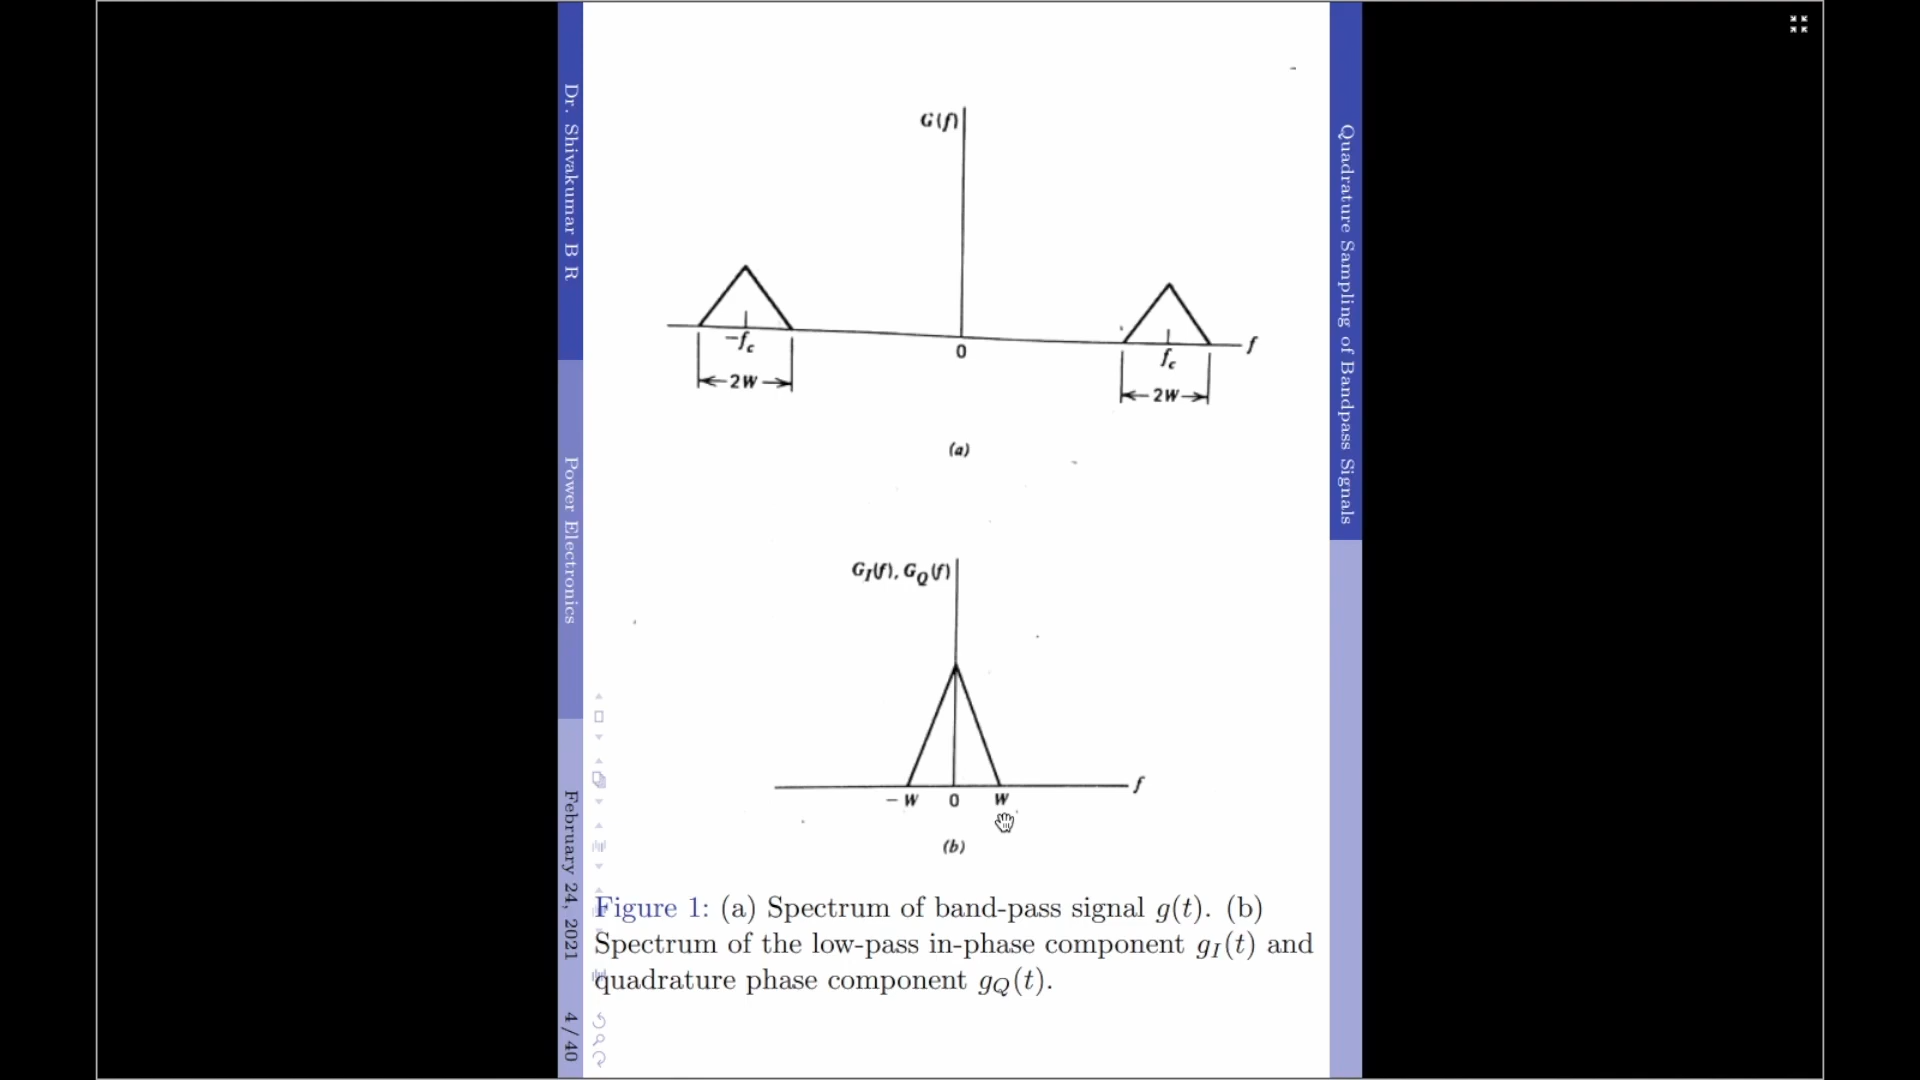 G(f)
−fc
0
fc
f
2W
2W
(a)
GI(f), GQ(f)
−W 0 W
f
(b)
Figure 1: (a) Spectrum of band-pass signal g(t). (b)
Spectrum of the low-pass in-phase component gI(t) and
quadrature phase component gQ(t).
Dr. Shivakumar B R
Power Electronics
February 24, 2021
4 / 40
Quadrature Sampling of Bandpass Signals